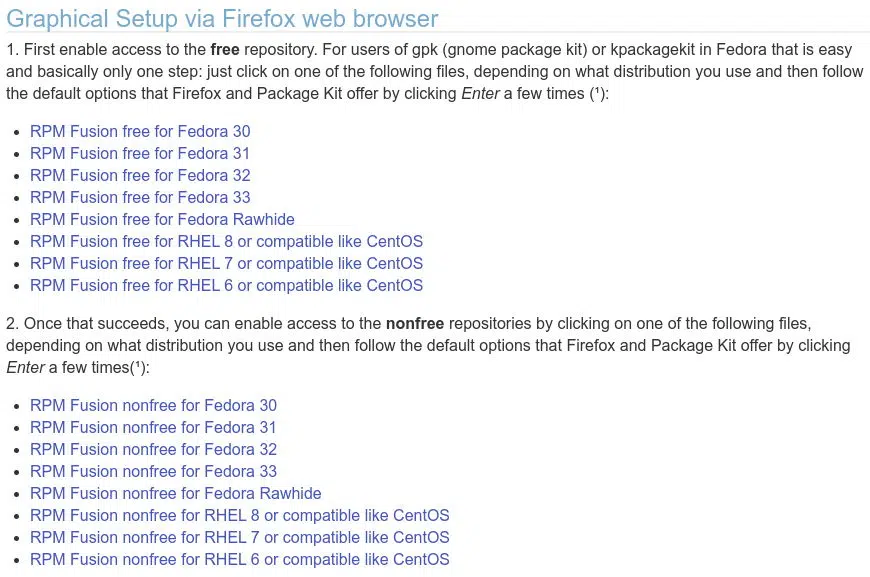 Graphical Setup via Firefox web browser
1. First enable access to the free repository. For users of gpk (gnome package kit) or kpackagekit in Fedora that is easy
and basically only one step: just click on one of the following files, depending on what distribution you use and then follow
the default options that Firefox and Package Kit offer by clicking Enter a few times (¹):
• RPM Fusion free for Fedora 30
• RPM Fusion free for Fedora 31
• RPM Fusion free for Fedora 32
• RPM Fusion free for Fedora 33
• RPM Fusion free for Fedora Rawhide
• RPM Fusion free for RHEL 8 or compatible like CentOS
• RPM Fusion free for RHEL 7 or compatible like CentOS
• RPM Fusion free for RHEL 6 or compatible like CentOS
2. Once that succeeds, you can enable access to the nonfree repositories by clicking on one of the following files,
depending on what distribution you use and then follow the default options that Firefox and Package Kit offer by clicking
Enter a few times(¹):
• RPM Fusion nonfree for Fedora 30
• RPM Fusion nonfree for Fedora 31
• RPM Fusion nonfree for Fedora 32
• RPM Fusion nonfree for Fedora 33
• RPM Fusion nonfree for Fedora Rawhide
• RPM Fusion nonfree for RHEL 8 or compatible like CentOS
• RPM Fusion nonfree for RHEL 7 or compatible like CentOS
• RPM Fusion nonfree for RHEL 6 or compatible like CentOS